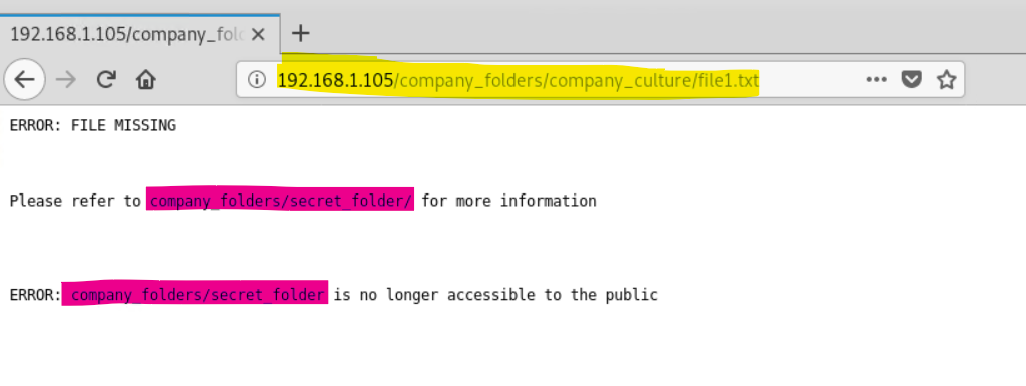 192.168.1.105/company_fol
192.168.1.105/company_folders/company_culture/file1.txt
ERROR: FILE MISSING
Please refer to company_folders/secret_folder/ for more information
ERROR: company_folders/secret_folder is no longer accessible to the public